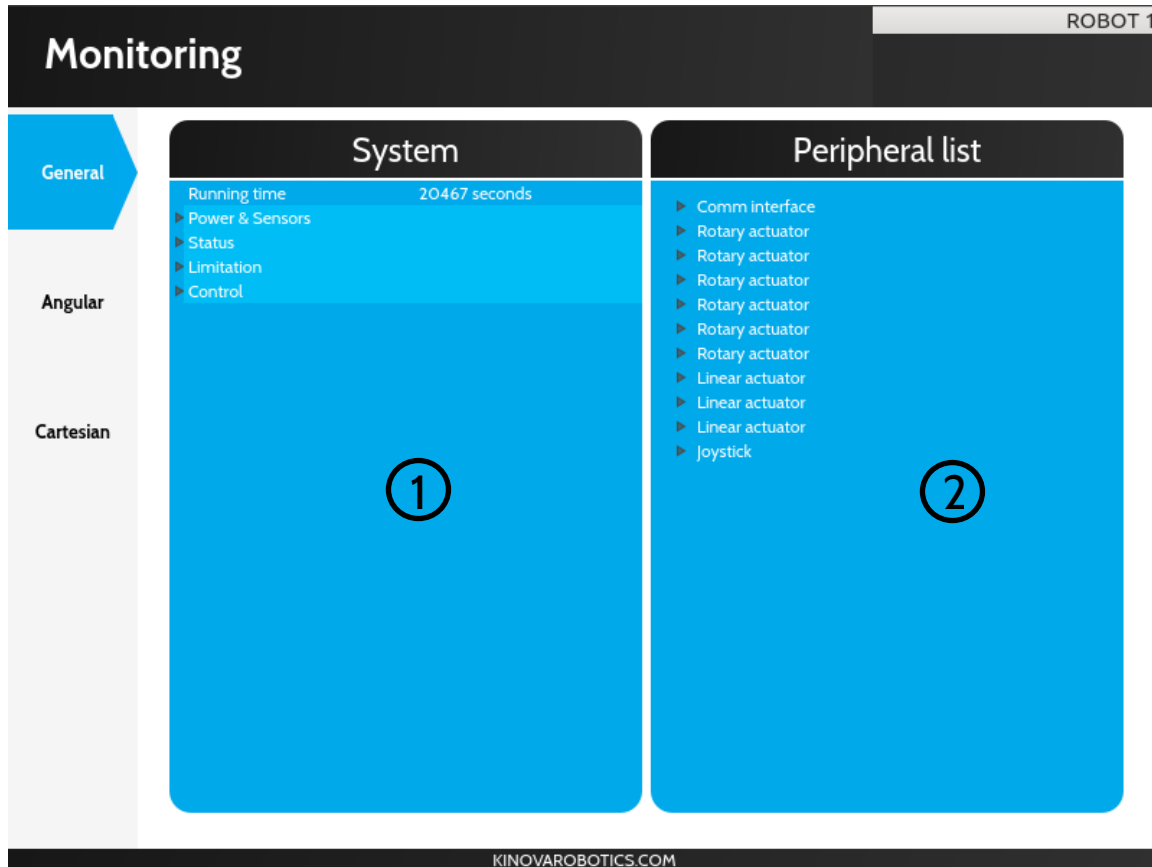 ROBOT 1
Monitoring
General
Angular
Cartesian
System
Running time 20467 seconds
Power & Sensors
Status
Limitation
Control
1
Peripheral list
Comm interface
Rotary actuator
Rotary actuator
Rotary actuator
Rotary actuator
Rotary actuator
Rotary actuator
Linear actuator
Linear actuator
Linear actuator
Joystick
2
KINOVAROBOTICS.COM